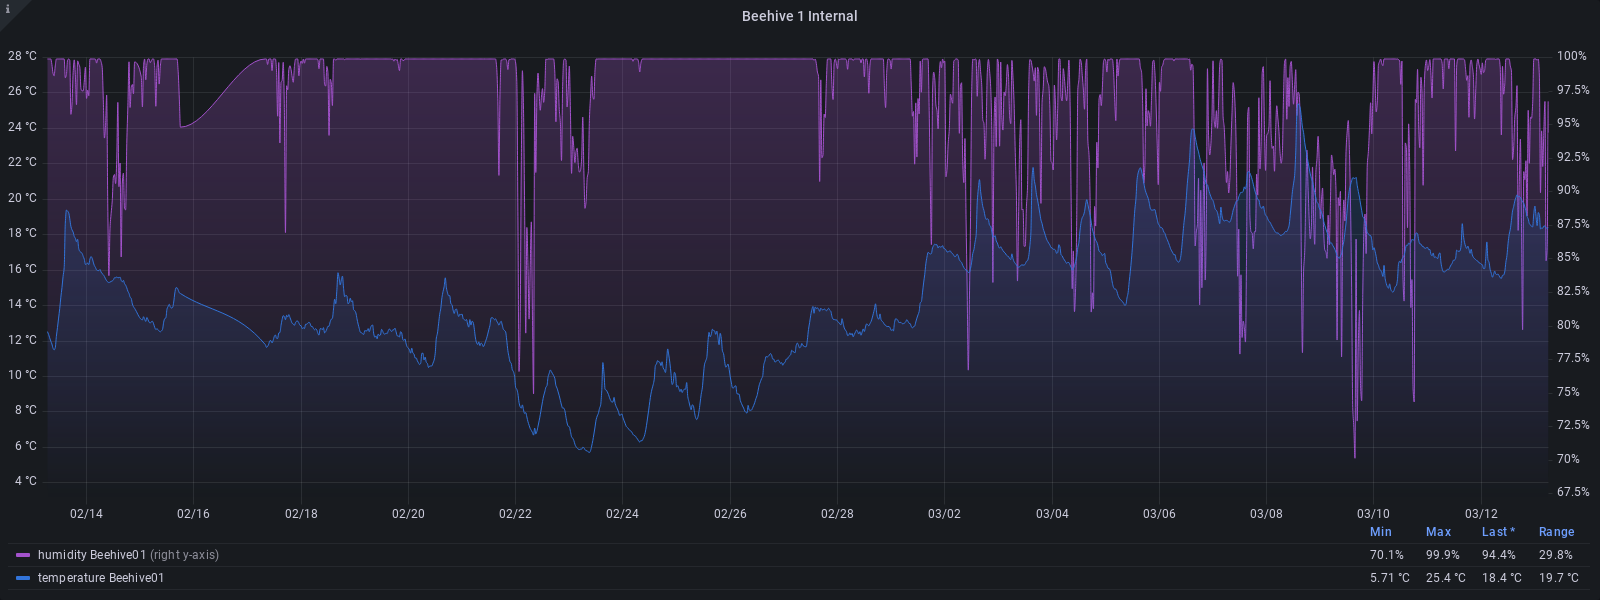 i
Beehive 1 Internal
28 °C
26 °C
24 °C
22 °C
20 °C
18 °C
16 °C
14 °C
12 °C
10 °C
8 °C
6 °C
4 °C
100%
97.5%
95%
92.5%
90%
87.5%
85%
82.5%
80%
77.5%
75%
72.5%
70%
67.5%
02/14 02/16 02/18 02/20 02/22 02/24 02/26 02/28 03/02 03/04 03/06 03/08 03/10 03/12
Min Max Last * Range
humidity Beehive01 (right y-axis) 70.1% 99.9% 94.4% 29.8%
temperature Beehive01 5.71 °C 25.4 °C 18.4 °C 19.7 °C